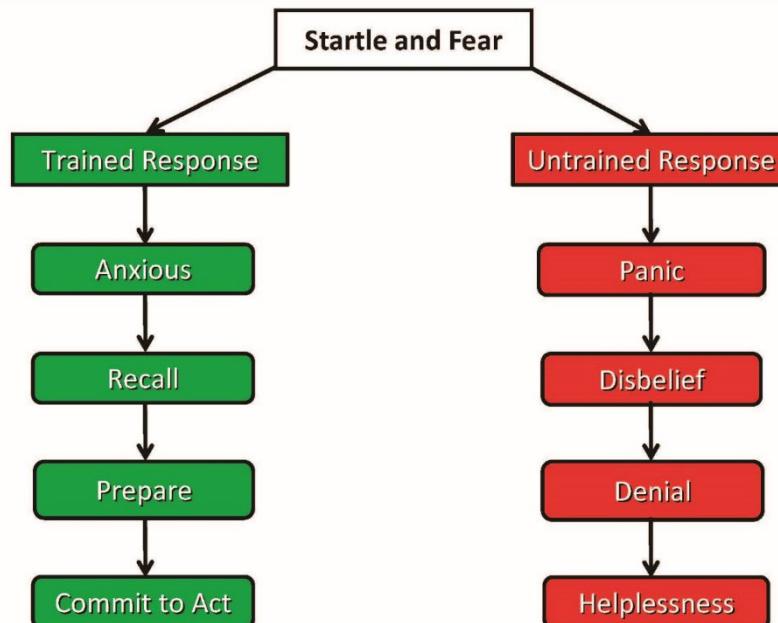 Startle and Fear
Trained Response
Anxious
Recall
Prepare
Commit to Act
Untrained Response
Panic
Disbelief
Denial
Helplessness